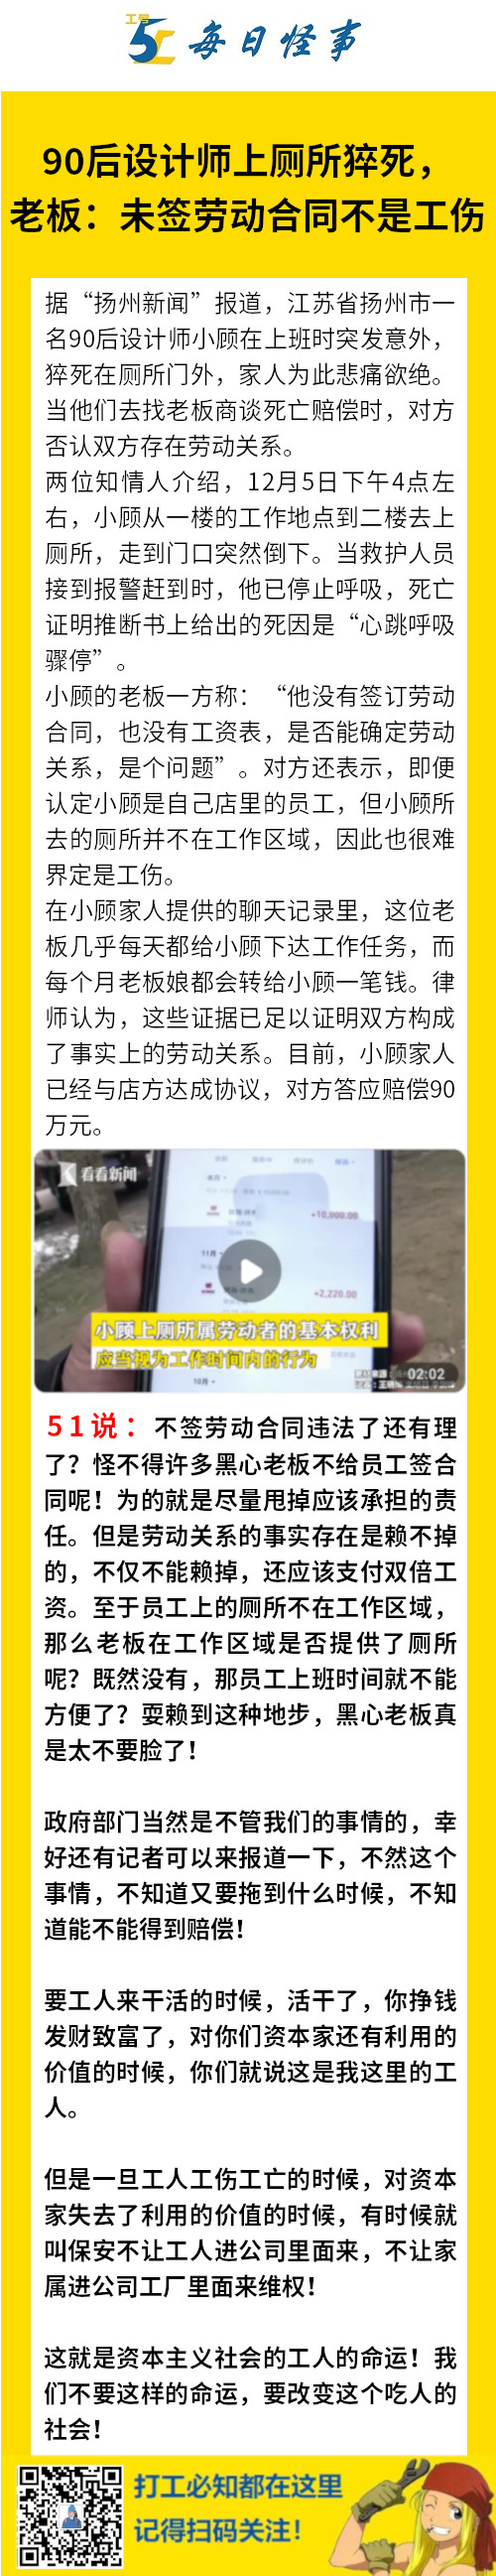 工号
51
每日怪事
90后设计师上厕所猝死，
老板：未签劳动合同不是工伤
据“扬州新闻”报道，江苏省扬州市一
名90后设计师小顾在上班时突发意外，
猝死在厕所门外，家人为此悲痛欲绝。
当他们去找老板商谈死亡赔偿时，对方
否认双方存在劳动关系。
两位知情人介绍，12月5日下午4点左
右，小顾从一楼的工作地点到二楼去上
厕所，走到门口突然倒下。当救护人员
接到报警赶到时，他已停止呼吸，死亡
证明推断书上给出的死因是“心跳呼吸
骤停”。
小顾的老板一方称：“他没有签订劳动
合同，也没有工资表，是否能确定劳动
关系，是个问题”。对方还表示，即便
认定小顾是自己店里的员工，但小顾所
去的厕所并不在工作区域，因此也很难
界定是工伤。
在小顾家人提供的聊天记录里，这位老
板几乎每天都给小顾下达工作任务，而
每个月老板娘都会转给小顾一笔钱。律
师认为，这些证据已足以证明双方构成
了事实上的劳动关系。目前，小顾家人
已经与店方达成协议，对方答应赔偿90
万元。
看看新闻
+10,000.00
11月
+2,220.00
小顾上厕所属劳动者的基本权利
应当视为工作时间内的行为
10月
02:02
51说：不签劳动合同违法了还有理
了？怪不得许多黑心老板不给员工签合
同呢！为的就是尽量甩掉应该承担的责
任。但是劳动关系的事实存在是赖不掉
的，不仅不能赖掉，还应该支付双倍工
资。至于员工上的厕所不在工作区域，
那么老板在工作区域是否提供了厕所
呢？既然没有，那员工上班时间就不能
方便了？耍赖到这种地步，黑心老板真
是太不要脸了！
政府部门当然是不管我们的事情的，幸
好还有记者可以来报道一下，不然这个
事情，不知道又要拖到什么时候，不知
道能不能得到赔偿！
要工人来干活的时候，活干了，你挣钱
发财致富了，对你们资本家还有利用的
价值的时候，你们就说这是我这里的工
人。
但是一旦工人工伤工亡的时候，对资本
家失去了利用的价值的时候，有时候就
叫保安不让工人进公司里面来，不让家
属进公司工厂里面来维权！
这就是资本主义社会的工人的命运！我
们不要这样的命运，要改变这个吃人的
社会！
打工必知都在这里
记得扫码关注！